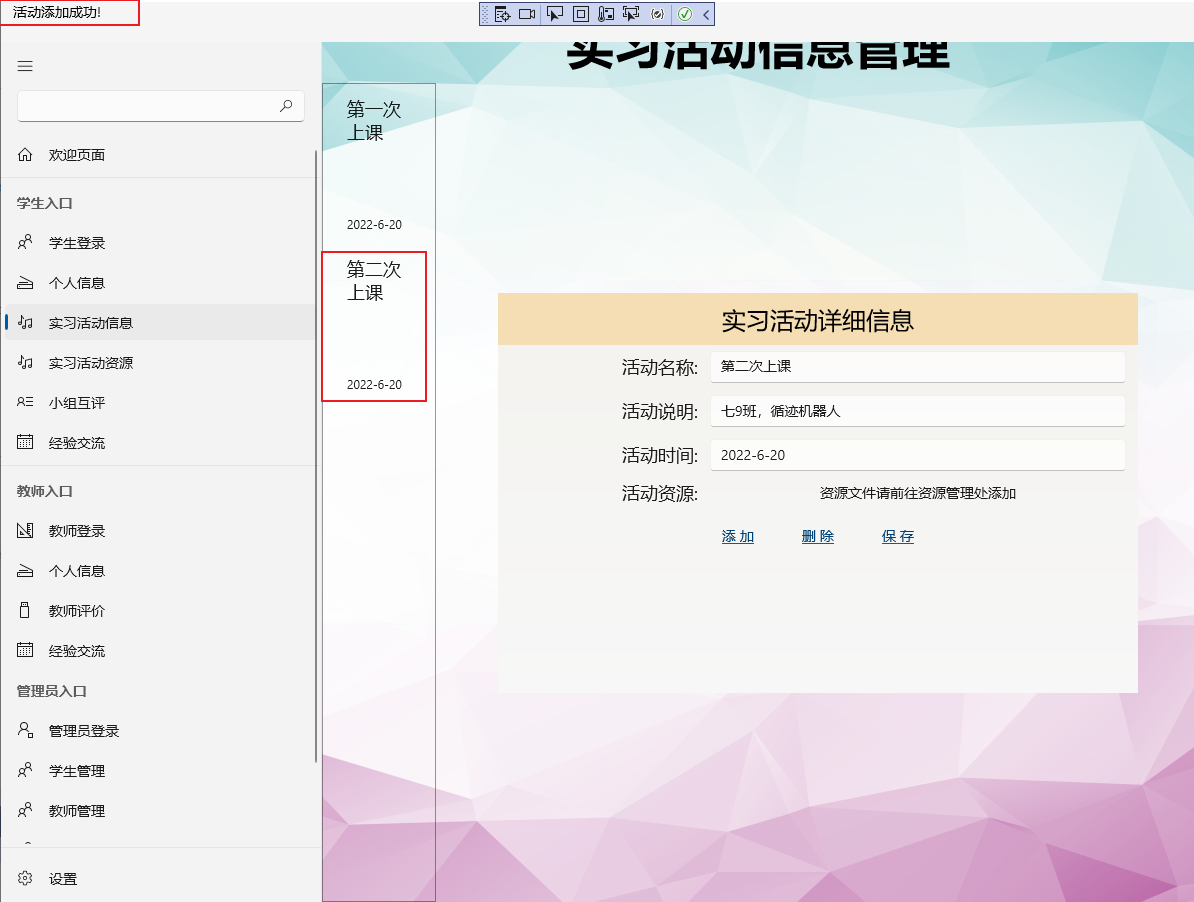 活动添加成功!
实习活动信息管理
欢迎页面
学生入口
学生登录
个人信息
实习活动信息
实习活动资源
小组互评
经验交流
教师入口
教师登录
个人信息
教师评价
经验交流
管理员入口
管理员登录
学生管理
教师管理
设置
第一次
上课
2022-6-20
第二次
上课
2022-6-20
实习活动详细信息
活动名称: 第二次上课
活动说明: 七9班，循迹机器人
活动时间: 2022-6-20
活动资源: 资源文件请前往资源管理处添加
添加 删除 保存